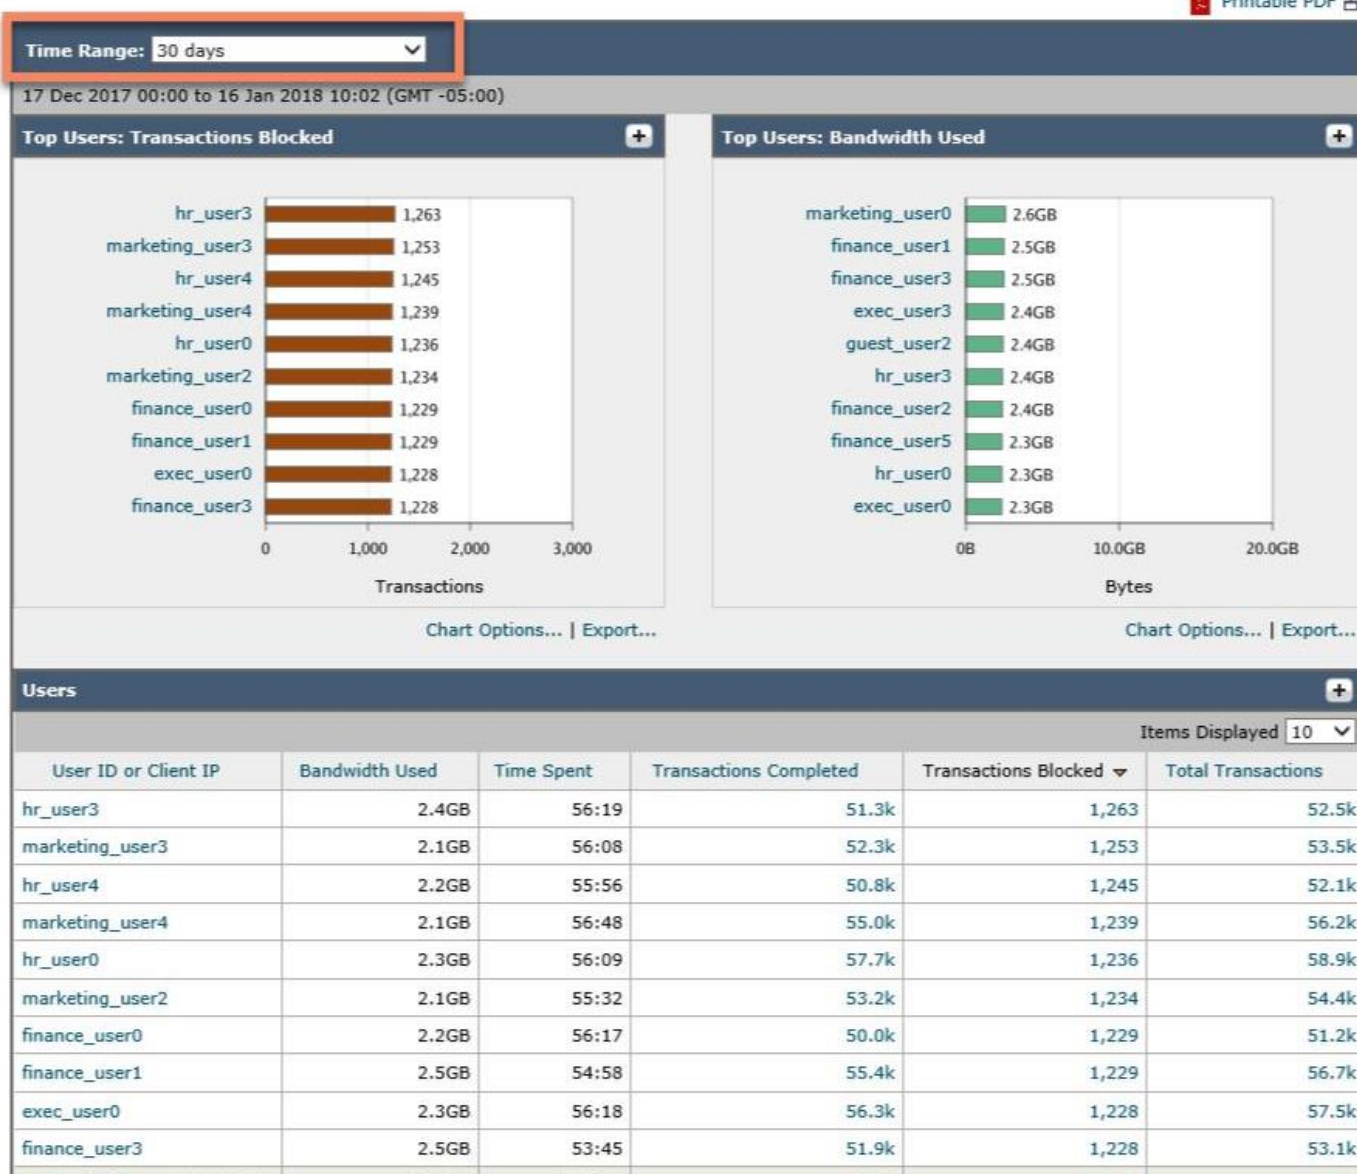 Printable PDF
Time Range: 30 days
17 Dec 2017 00:00 to 16 Jan 2018 10:02 (GMT -05:00)
Top Users: Transactions Blocked
hr_user3 1,263
marketing_user3 1,253
hr_user4 1,245
marketing_user4 1,239
hr_user0 1,236
marketing_user2 1,234
finance_user0 1,229
finance_user1 1,229
exec_user0 1,228
finance_user3 1,228
0 1,000 2,000 3,000
Transactions
Chart Options... | Export...
Top Users: Bandwidth Used
marketing_user0 2.6GB
finance_user1 2.5GB
finance_user3 2.5GB
exec_user3 2.4GB
guest_user2 2.4GB
hr_user3 2.4GB
finance_user2 2.4GB
finance_user5 2.3GB
hr_user0 2.3GB
exec_user0 2.3GB
0B 10.0GB 20.0GB
Bytes
Chart Options... | Export...
Users
Items Displayed 10
User ID or Client IP Bandwidth Used Time Spent Transactions Completed Transactions Blocked Total Transactions
hr_user3 2.4GB 56:19 51.3k 1,263 52.5k
marketing_user3 2.1GB 56:08 52.3k 1,253 53.5k
hr_user4 2.2GB 55:56 50.8k 1,245 52.1k
marketing_user4 2.1GB 56:48 55.0k 1,239 56.2k
hr_user0 2.3GB 56:09 57.7k 1,236 58.9k
marketing_user2 2.1GB 55:32 53.2k 1,234 54.4k
finance_user0 2.2GB 56:17 50.0k 1,229 51.2k
finance_user1 2.5GB 54:58 55.4k 1,229 56.7k
exec_user0 2.3GB 56:18 56.3k 1,228 57.5k
finance_user3 2.5GB 53:45 51.9k 1,228 53.1k